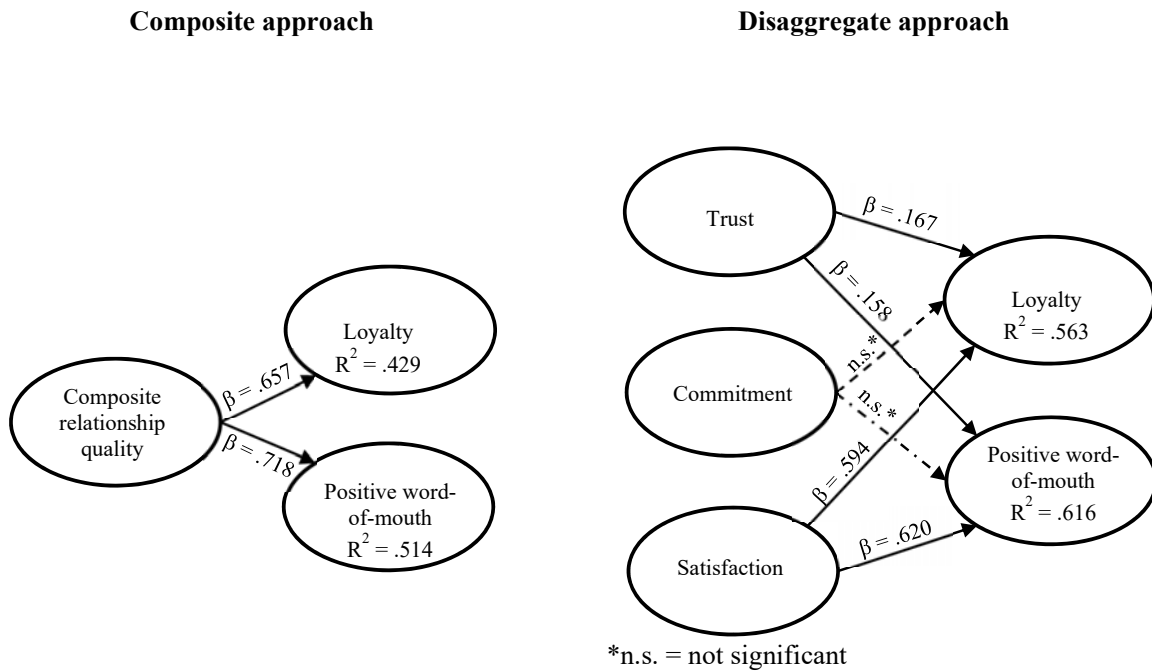 Composite approach
Disaggregate approach
Composite
relationship
quality
β = .657
β = .718
Loyalty
R² = .429
Positive word-
of-mouth
R² = .514
Trust
Commitment
Satisfaction
β = .167
β = .158
n.s.*
n.s.*
β = .594
β = .620
Loyalty
R² = .563
Positive word-
of-mouth
R² = .616
*n.s. = not significant